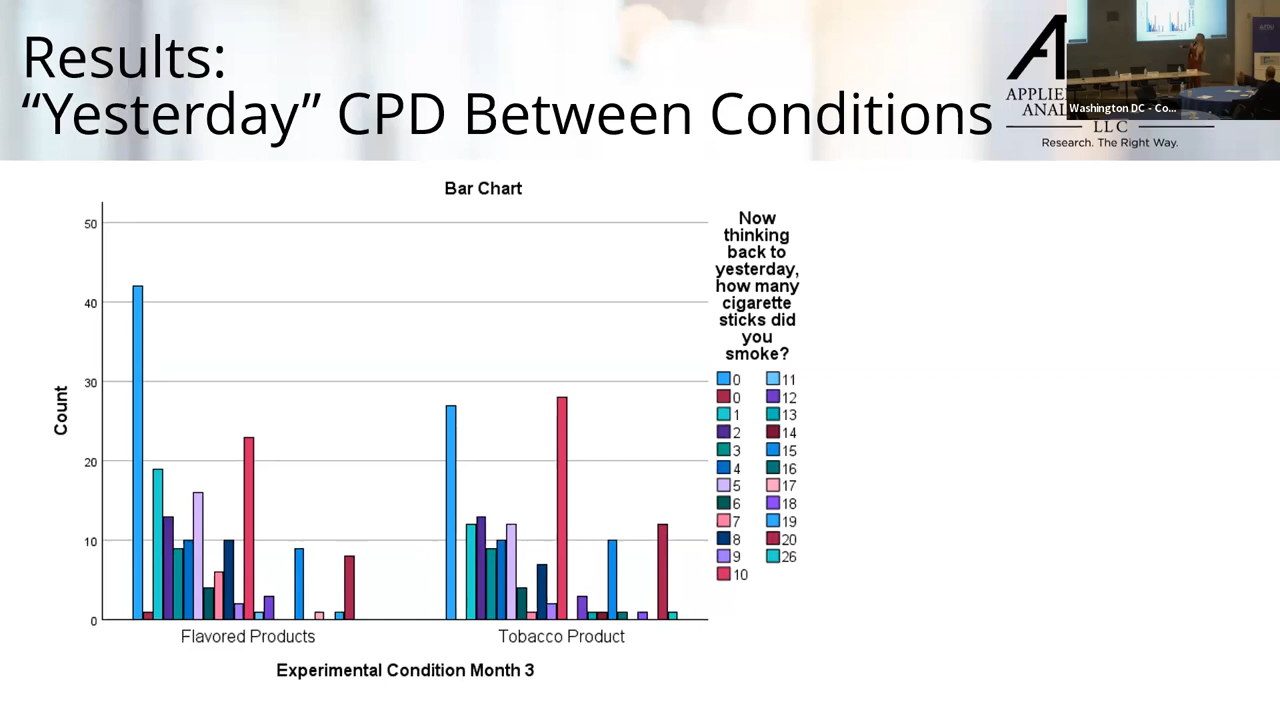 Results:
“Yesterday” CPD Between Conditions
LLC
Research. The Right Way.
Washington DC - Co...
Bar Chart
50
40
30
20
10
0
Count
Flavored Products
Tobacco Product
Experimental Condition Month 3
Now
thinking
back to
yesterday,
how many
cigarette
sticks did
you
smoke?
0
0
1
2
3
4
5
6
7
8
9
10
11
12
13
14
15
16
17
18
19
20
26